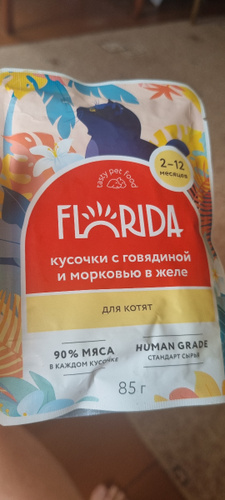 2–12
месяцев
tasty pet food
FLORIDA
кусочки с говядиной
и морковью в желе
для котят
90% МЯСА
В КАЖДОМ КУСОЧКЕ
HUMAN GRADE
СТАНДАРТ СЫРЬЯ
85 г